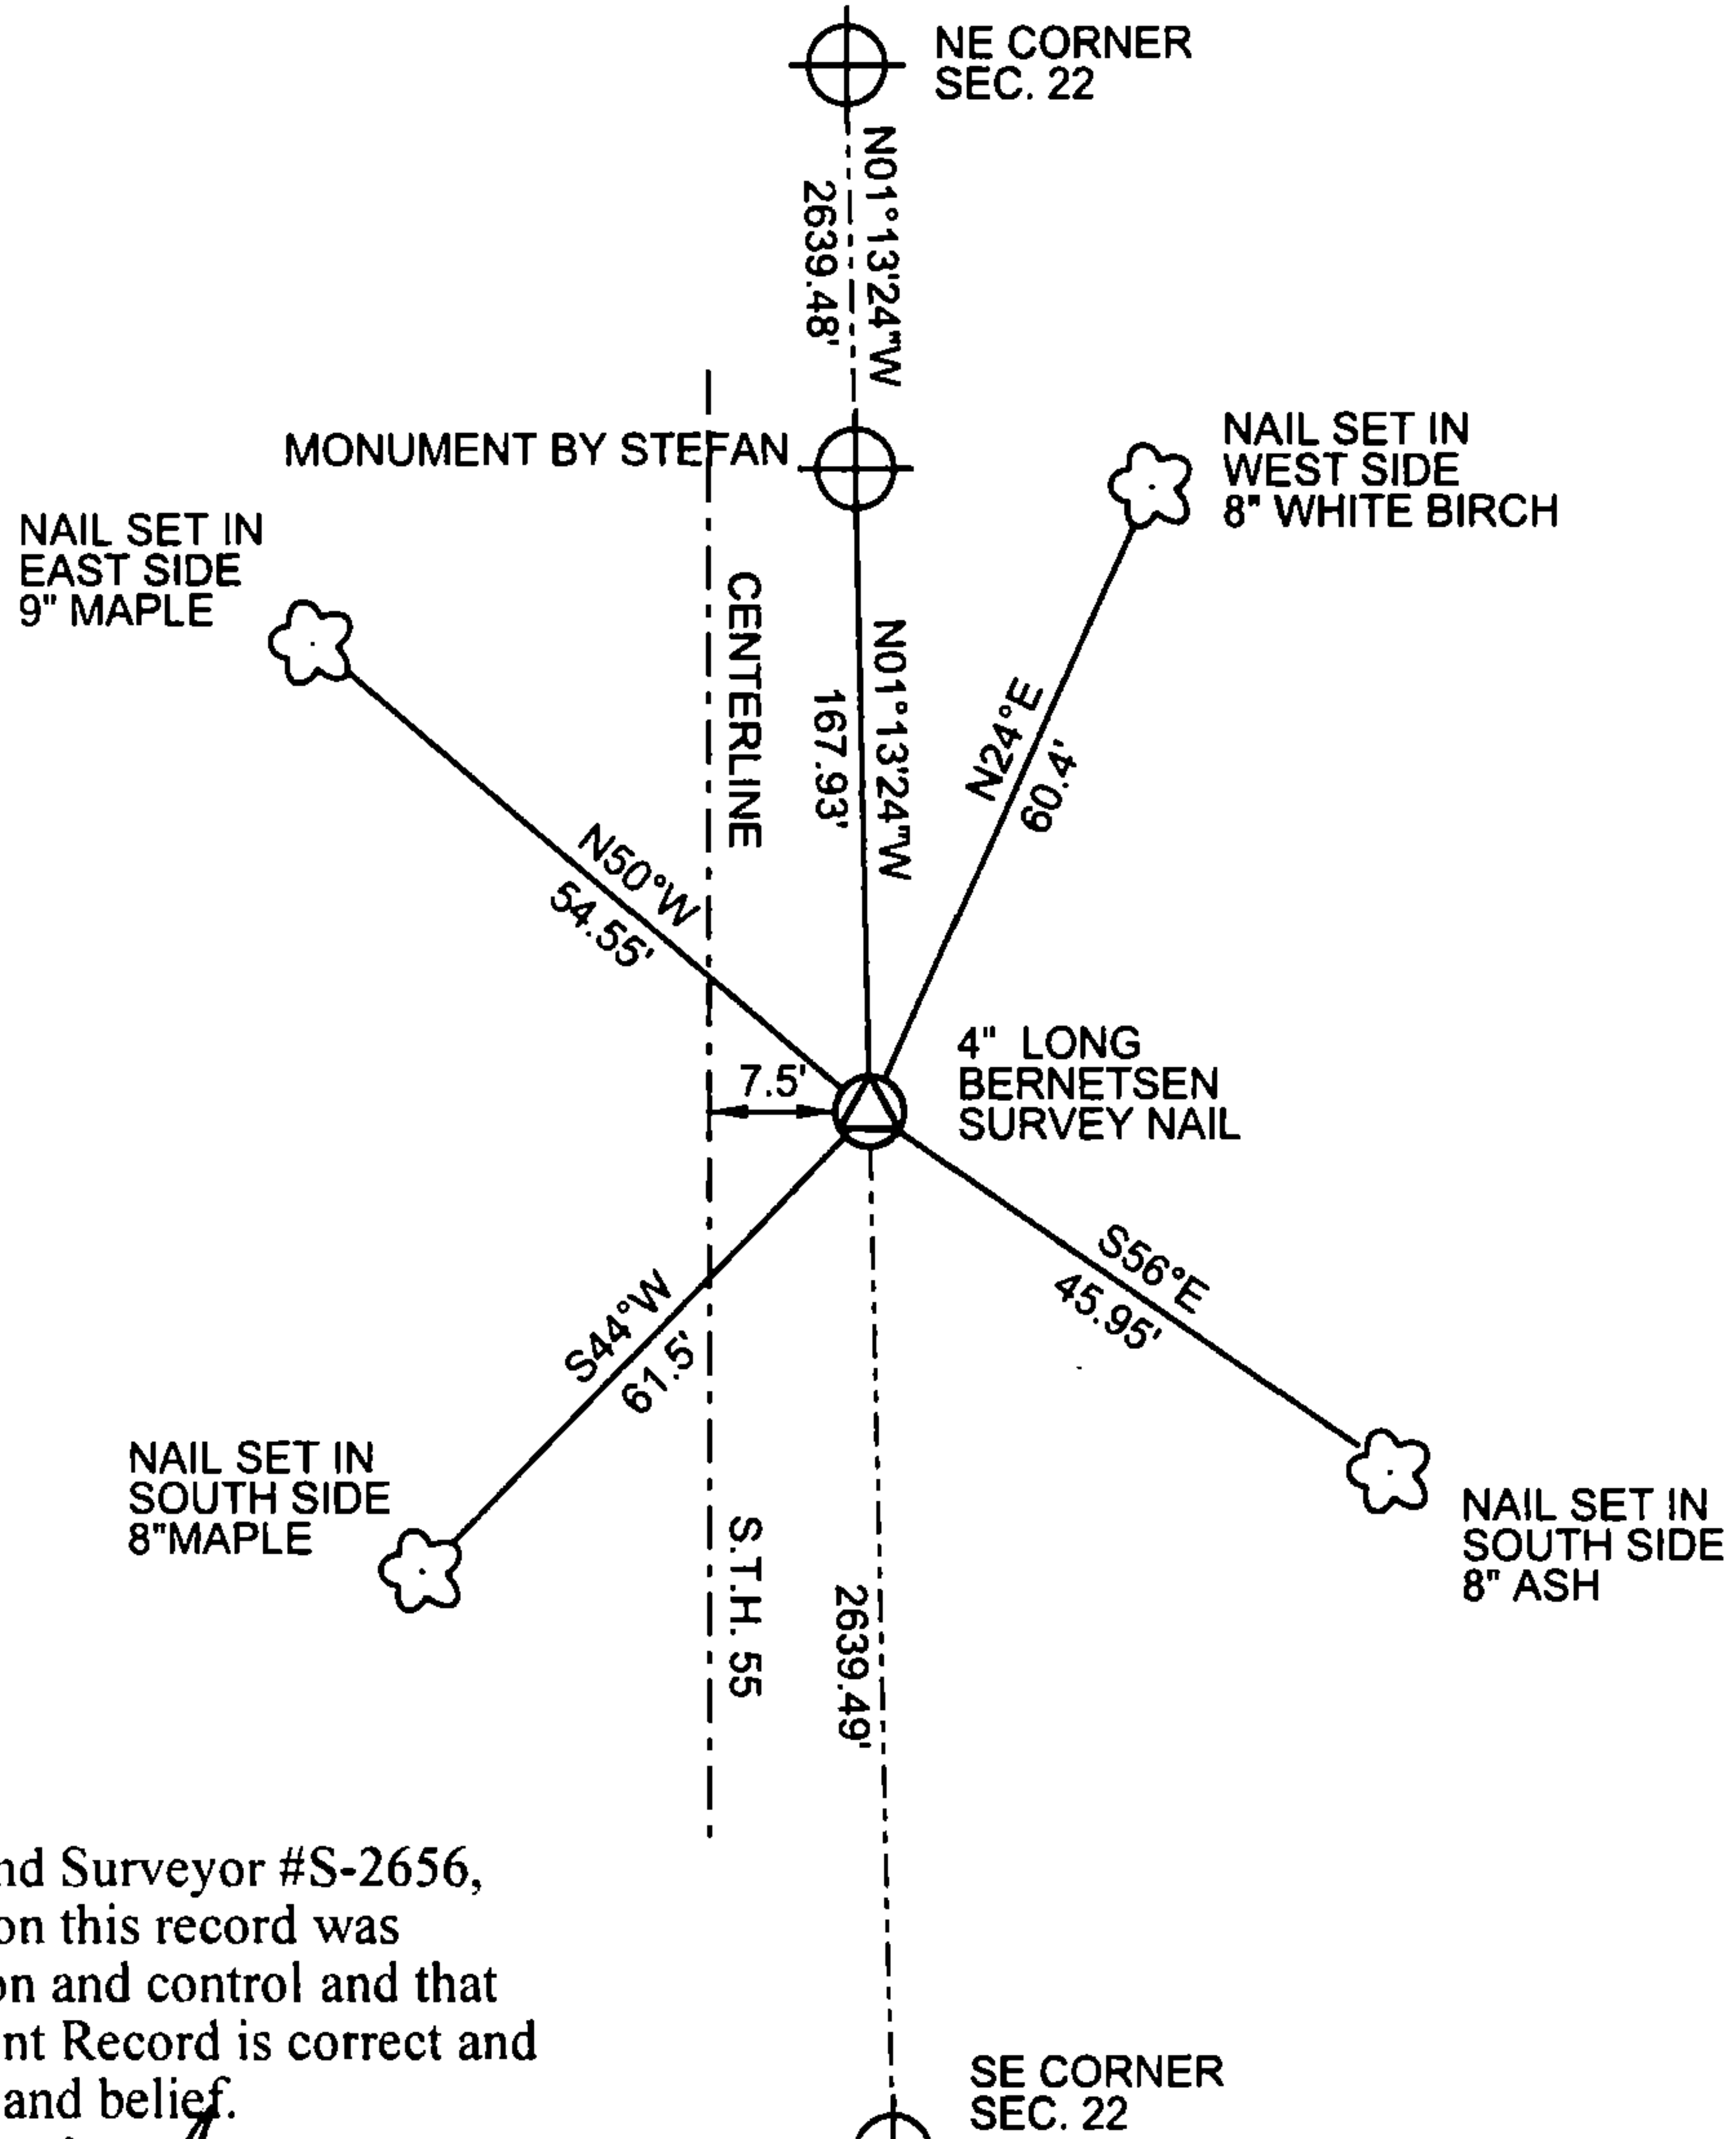 NE CORNER
SEC. 22
N01°13'24"W
2639.48'
MONUMENT BY STEFAN
NAIL SET IN
WEST SIDE
8" WHITE BIRCH
NAIL SET IN
EAST SIDE
9" MAPLE
CENTERLINE
N01°13'24"W
167.93'
N24°E
60.4'
N50°W
54.55'
7.5'
4" LONG
BERNETSEN
SURVEY NAIL
S56°E
45.95'
S44°W
61.5'
NAIL SET IN
SOUTH SIDE
8"MAPLE
NAIL SET IN
SOUTH SIDE
8" ASH
S.T.H. 55
2639.49'
nd Surveyor #S-2656,
on this record was
on and control and that
nt Record is correct and
and belief.
SE CORNER
SEC. 22